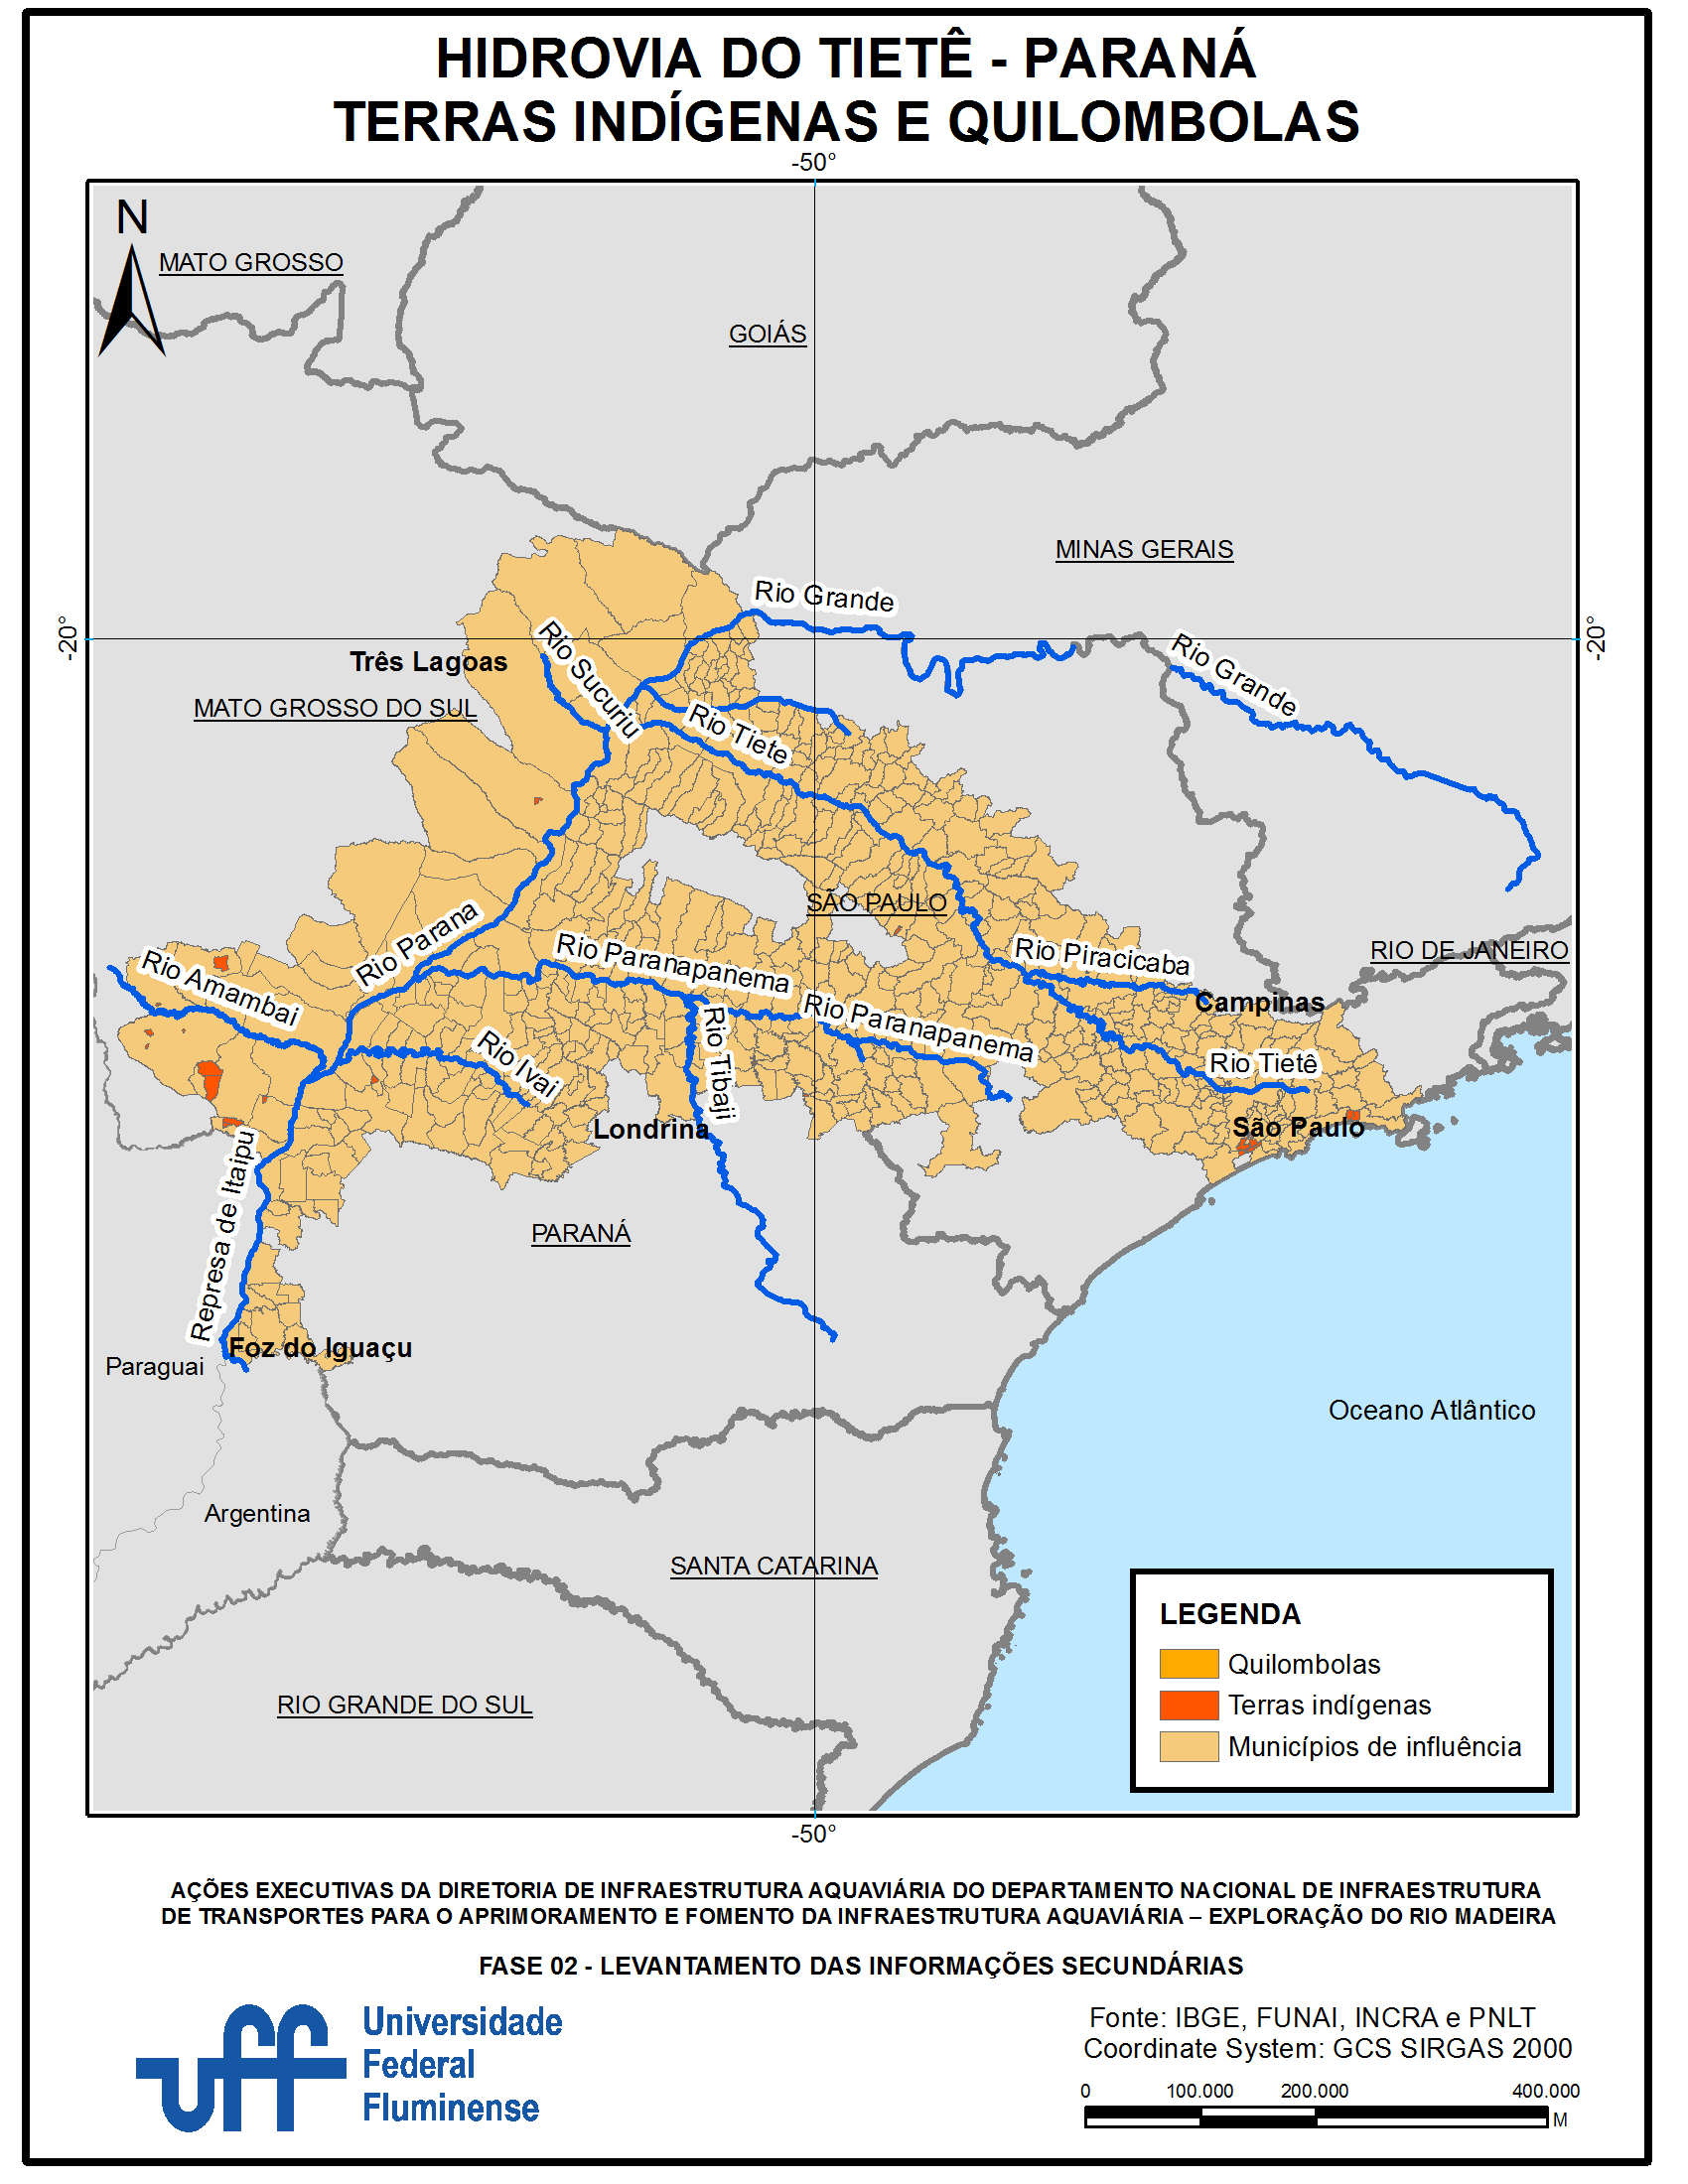 HIDROVIA DO TIETÊ - PARANÁ
TERRAS INDÍGENAS E QUILOMBOLAS
-50°
N
MATO GROSSO
GOIÁS
MINAS GERAIS
Rio Grande
-20°
-20°
Três Lagoas
Rio Sucuriu
Rio Grande
MATO GROSSO DO SUL
Rio Tiete
SÃO PAULO
Rio Parana
Rio Paranapanema
Rio Piracicaba
RIO DE JANEIRO
Rio Amambai
Campinas
Rio Paranapanema
Rio Ivai
Rio Tibaji
Rio Tietê
Londrina
São Paulo
Represa de Itaipu
PARANÁ
Foz do Iguaçu
Paraguai
Oceano Atlântico
Argentina
SANTA CATARINA
RIO GRANDE DO SUL
LEGENDA
Quilombolas
Terras indígenas
Municípios de influência
-50°
AÇÕES EXECUTIVAS DA DIRETORIA DE INFRAESTRUTURA AQUAVIÁRIA DO DEPARTAMENTO NACIONAL DE INFRAESTRUTURA
DE TRANSPORTES PARA O APRIMORAMENTO E FOMENTO DA INFRAESTRUTURA AQUAVIÁRIA – EXPLORAÇÃO DO RIO MADEIRA
FASE 02 - LEVANTAMENTO DAS INFORMAÇÕES SECUNDÁRIAS
uff
Universidade
Federal
Fluminense
Fonte: IBGE, FUNAI, INCRA e PNLT
Coordinate System: GCS SIRGAS 2000
0 100.000 200.000 400.000
M